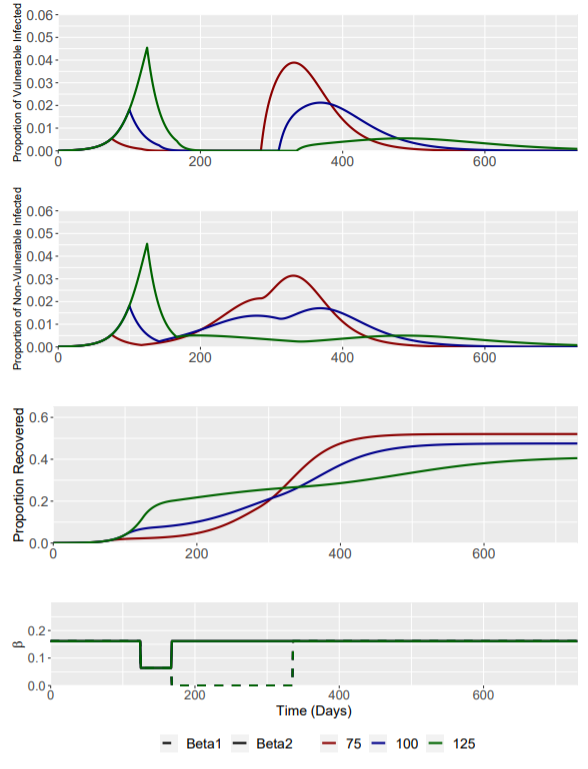 Proportion of Vulnerable Infected
0.06
0.05
0.04
0.03
0.02
0.01
0.00
0 200 400 600
Proportion of Non-Vulnerable Infected
0.06
0.05
0.04
0.03
0.02
0.01
0.00
0 200 400 600
Proportion Recovered
0.6
0.4
0.2
0.0
0 200 400 600
β
0.2
0.1
0.0
0 200 400 600
Time (Days)
Beta1 Beta2 75 100 125